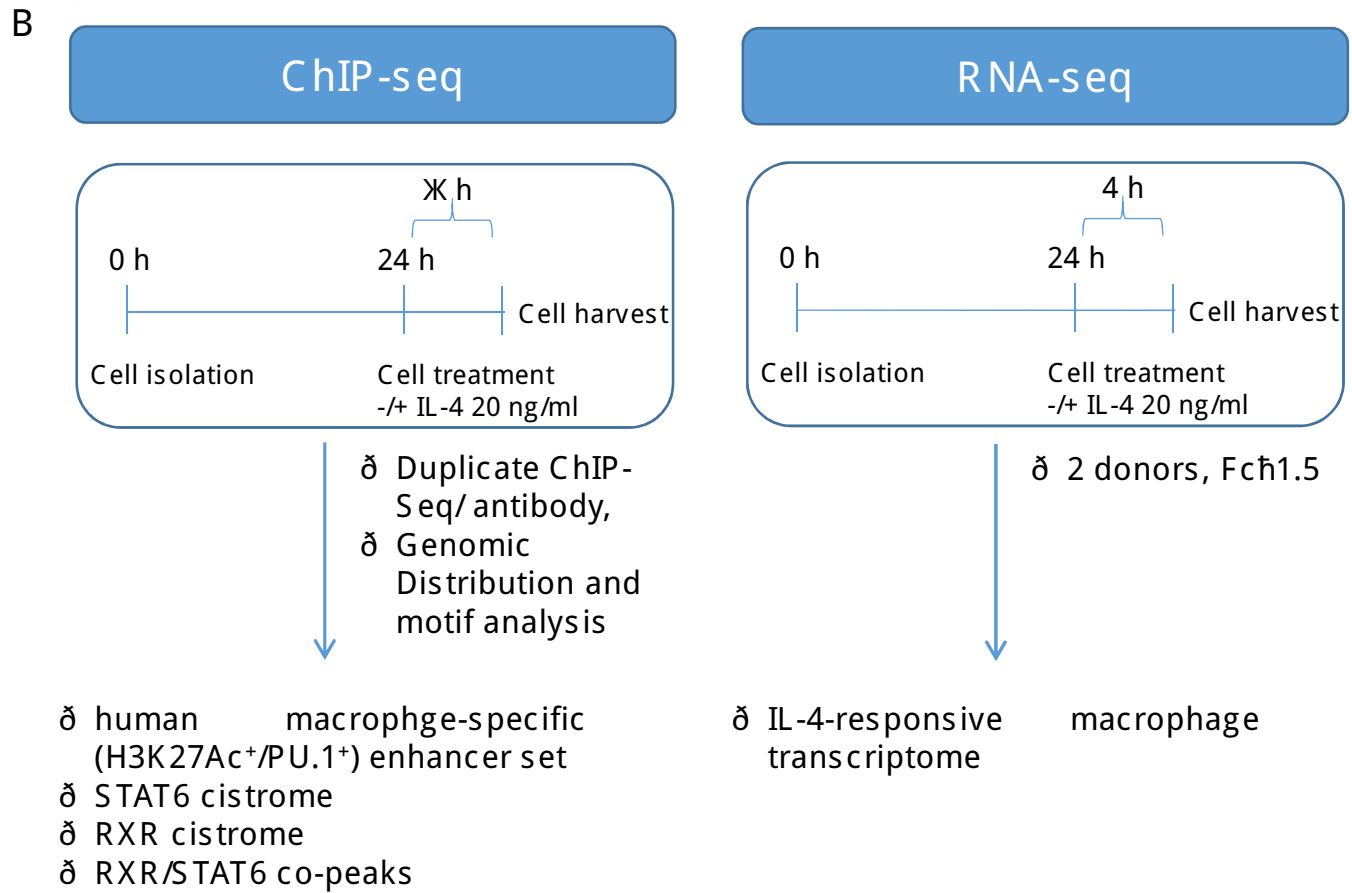 B
ChIP-seq
RNA-seq
Ж h
0 h
24 h
Cell harvest
Cell isolation
Cell treatment
-/+ IL-4 20 ng/ml
4 h
0 h
24 h
Cell harvest
Cell isolation
Cell treatment
-/+ IL-4 20 ng/ml
ð Duplicate ChIP-
Seq/ antibody,
ð Genomic
Distribution and
motif analysis
ð 2 donors, Fcħ1.5
ð human macrophge-specific
(H3K27Ac⁺/PU.1⁺) enhancer set
ð STAT6 cistrome
ð RXR cistrome
ð RXR/STAT6 co-peaks
ð IL-4-responsive macrophage
transcriptome